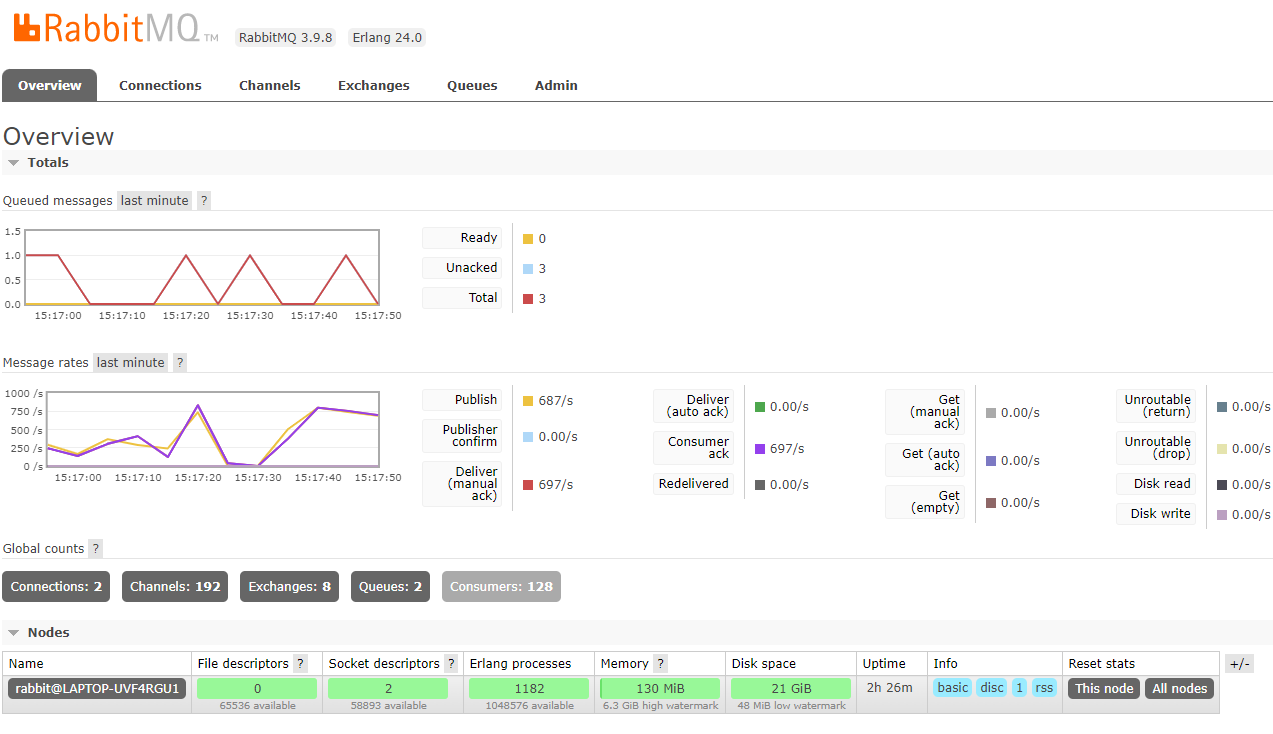 RabbitMQ TM RabbitMQ 3.9.8 Erlang 24.0
Overview Connections Channels Exchanges Queues Admin
Overview
Totals
Queued messages last minute ?
1.5
1.0
0.5
0.0
15:17:00 15:17:10 15:17:20 15:17:30 15:17:40 15:17:50
Ready 0
Unacked 3
Total 3
Message rates last minute ?
1000 /s
750 /s
500 /s
250 /s
0 /s
15:17:00 15:17:10 15:17:20 15:17:30 15:17:40 15:17:50
Publish 687/s
Publisher
confirm 0.00/s
Deliver
(manual
ack) 697/s
Deliver
(auto ack) 0.00/s
Consumer
ack 697/s
Redelivered 0.00/s
Get
(manual
ack) 0.00/s
Get (auto
ack) 0.00/s
Get
(empty) 0.00/s
Unroutable
(return) 0.00/s
Unroutable
(drop) 0.00/s
Disk read 0.00/s
Disk write 0.00/s
Global counts ?
Connections: 2 Channels: 192 Exchanges: 8 Queues: 2 Consumers: 128
Nodes
Name File descriptors ? Socket descriptors ? Erlang processes Memory ? Disk space Uptime Info Reset stats +/-
rabbit@LAPTOP-UVF4RGU1 0 2 1182 130 MiB 21 GiB 2h 26m basic disc 1 rss This node All nodes
65536 available 58893 available 1048576 available 6.3 GiB high watermark 48 MiB low watermark